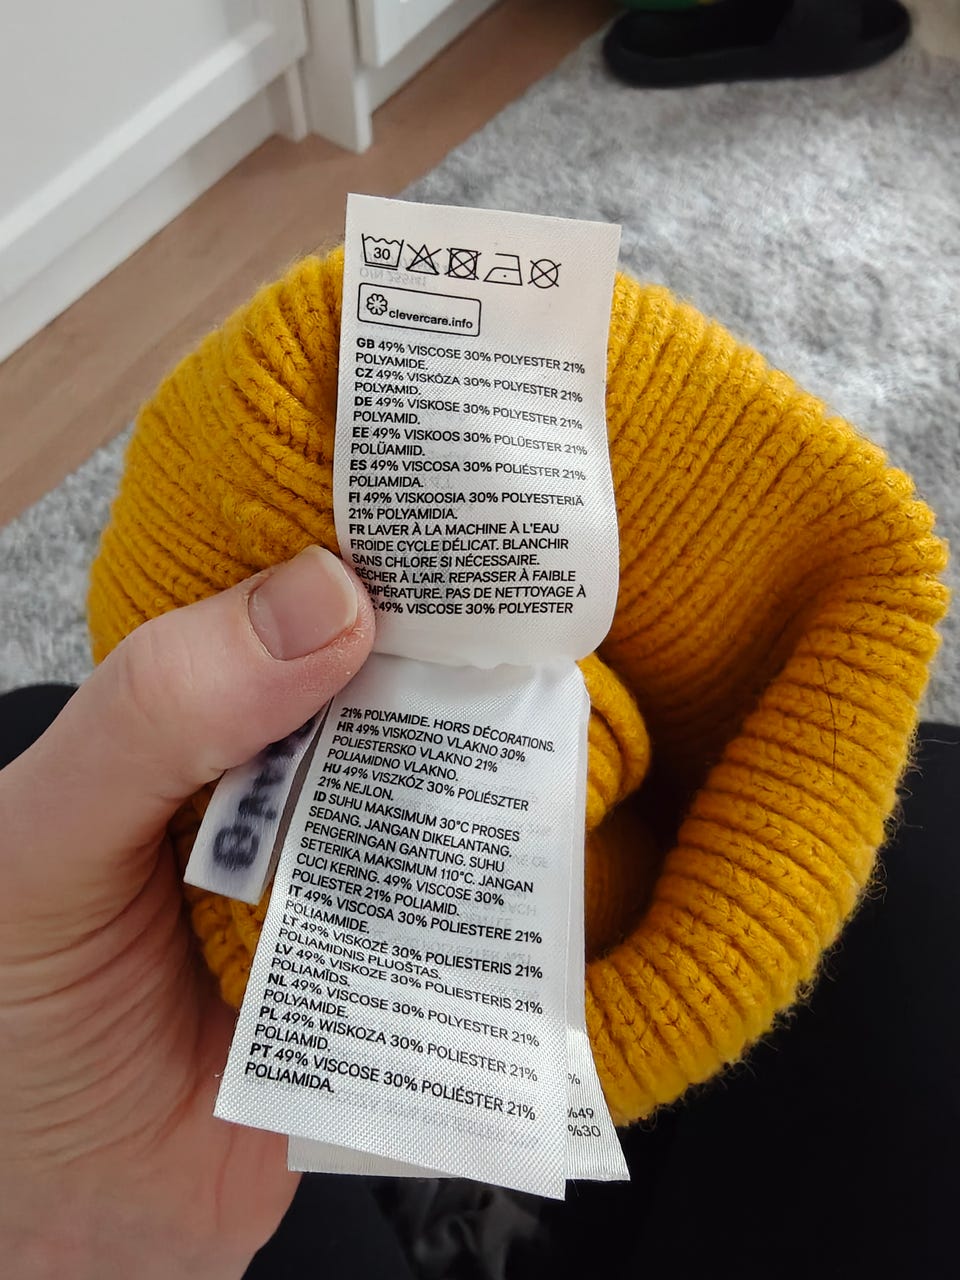 30
clevercare.info
GB 49% VISCOSE 30% POLYESTER 21%
POLYAMIDE.
CZ 49% VISKÓZA 30% POLYESTER 21%
POLYAMID.
DE 49% VISKOSE 30% POLYESTER 21%
POLYAMID.
EE 49% VISKOOS 30% POLÜESTER 21%
POLÜAMIID.
ES 49% VISCOSA 30% POLIÉSTER 21%
POLIAMIDA.
FI 49% VISKOOSIA 30% POLYESTERIÄ
21% POLYAMIDIA.
FR LAVER À LA MACHINE À L'EAU
FROIDE CYCLE DÉLICAT. BLANCHIR
SANS CHLORE SI NÉCESSAIRE.
SÉCHER À L'AIR. REPASSER À FAIBLE
EMPÉRATURE. PAS DE NETTOYAGE À
49% VISCOSE 30% POLYESTER
21% POLYAMIDE. HORS DÉCORATIONS.
HR 49% VISKOZNO VLAKNO 30%
POLIESTERSKO VLAKNO 21%
POLIAMIDNO VLAKNO.
HU 49% VISZKÓZ 30% POLIÉSZTER
21% NEJLON.
ID SUHU MAKSIMUM 30°C PROSES
SEDANG. JANGAN DIKELANTANG.
PENGERINGAN GANTUNG. SUHU
SETERIKA MAKSIMUM 110°C. JANGAN
CUCI KERING. 49% VISCOSE 30%
POLIESTER 21% POLIAMID.
IT 49% VISCOSA 30% POLIESTERE 21%
POLIAMMIDE.
LT 49% VISKOZĖ 30% POLIESTERIS 21%
POLIAMIDNIS PLUOŠTAS.
LV 49% VISKOZE 30% POLIESTERIS 21%
POLIAMĪDS.
NL 49% VISCOSE 30% POLYESTER 21%
POLYAMIDE.
PL 49% WISKOZA 30% POLIESTER 21%
POLIAMID.
PT 49% VISCOSE 30% POLIÉSTER 21%
POLIAMIDA.
%
%49
%30